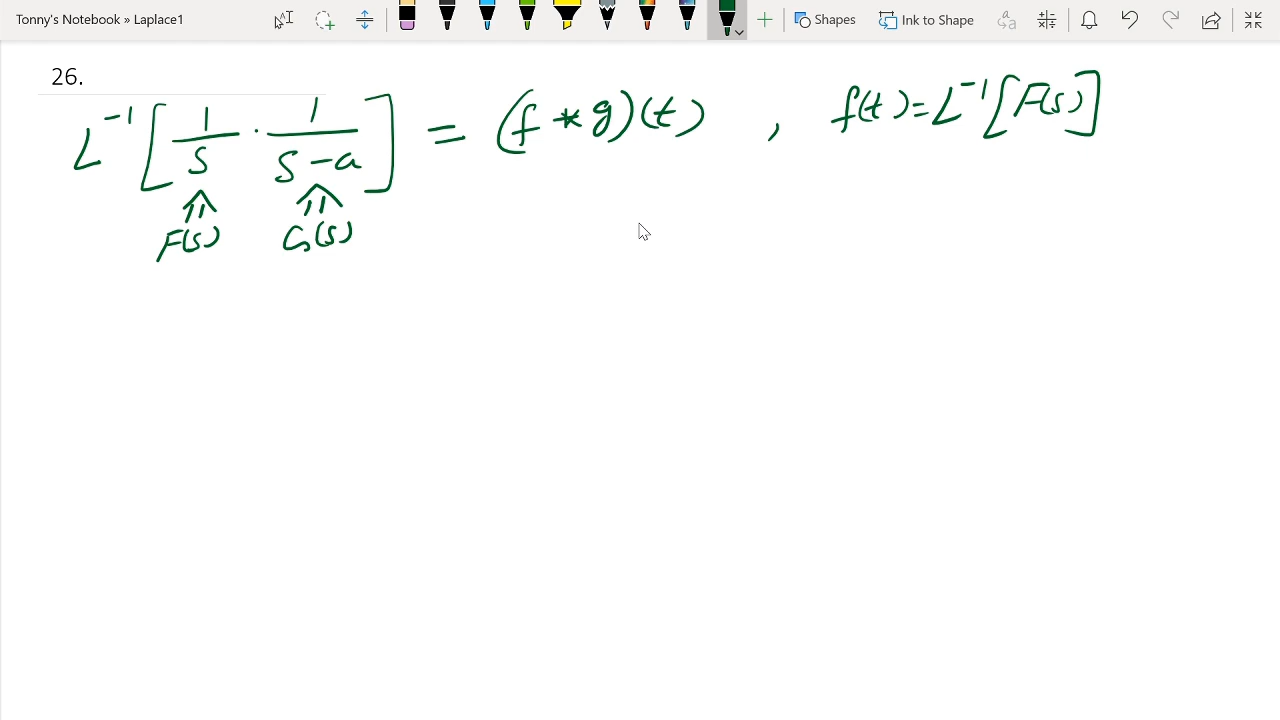 Tonny's Notebook » Laplace1
Shapes
Ink to Shape
26.
L⁻¹[1/s · 1/(s-a)] = (f * g)(t) , f(t) = L⁻¹[F(s)]
F(s) G(s)